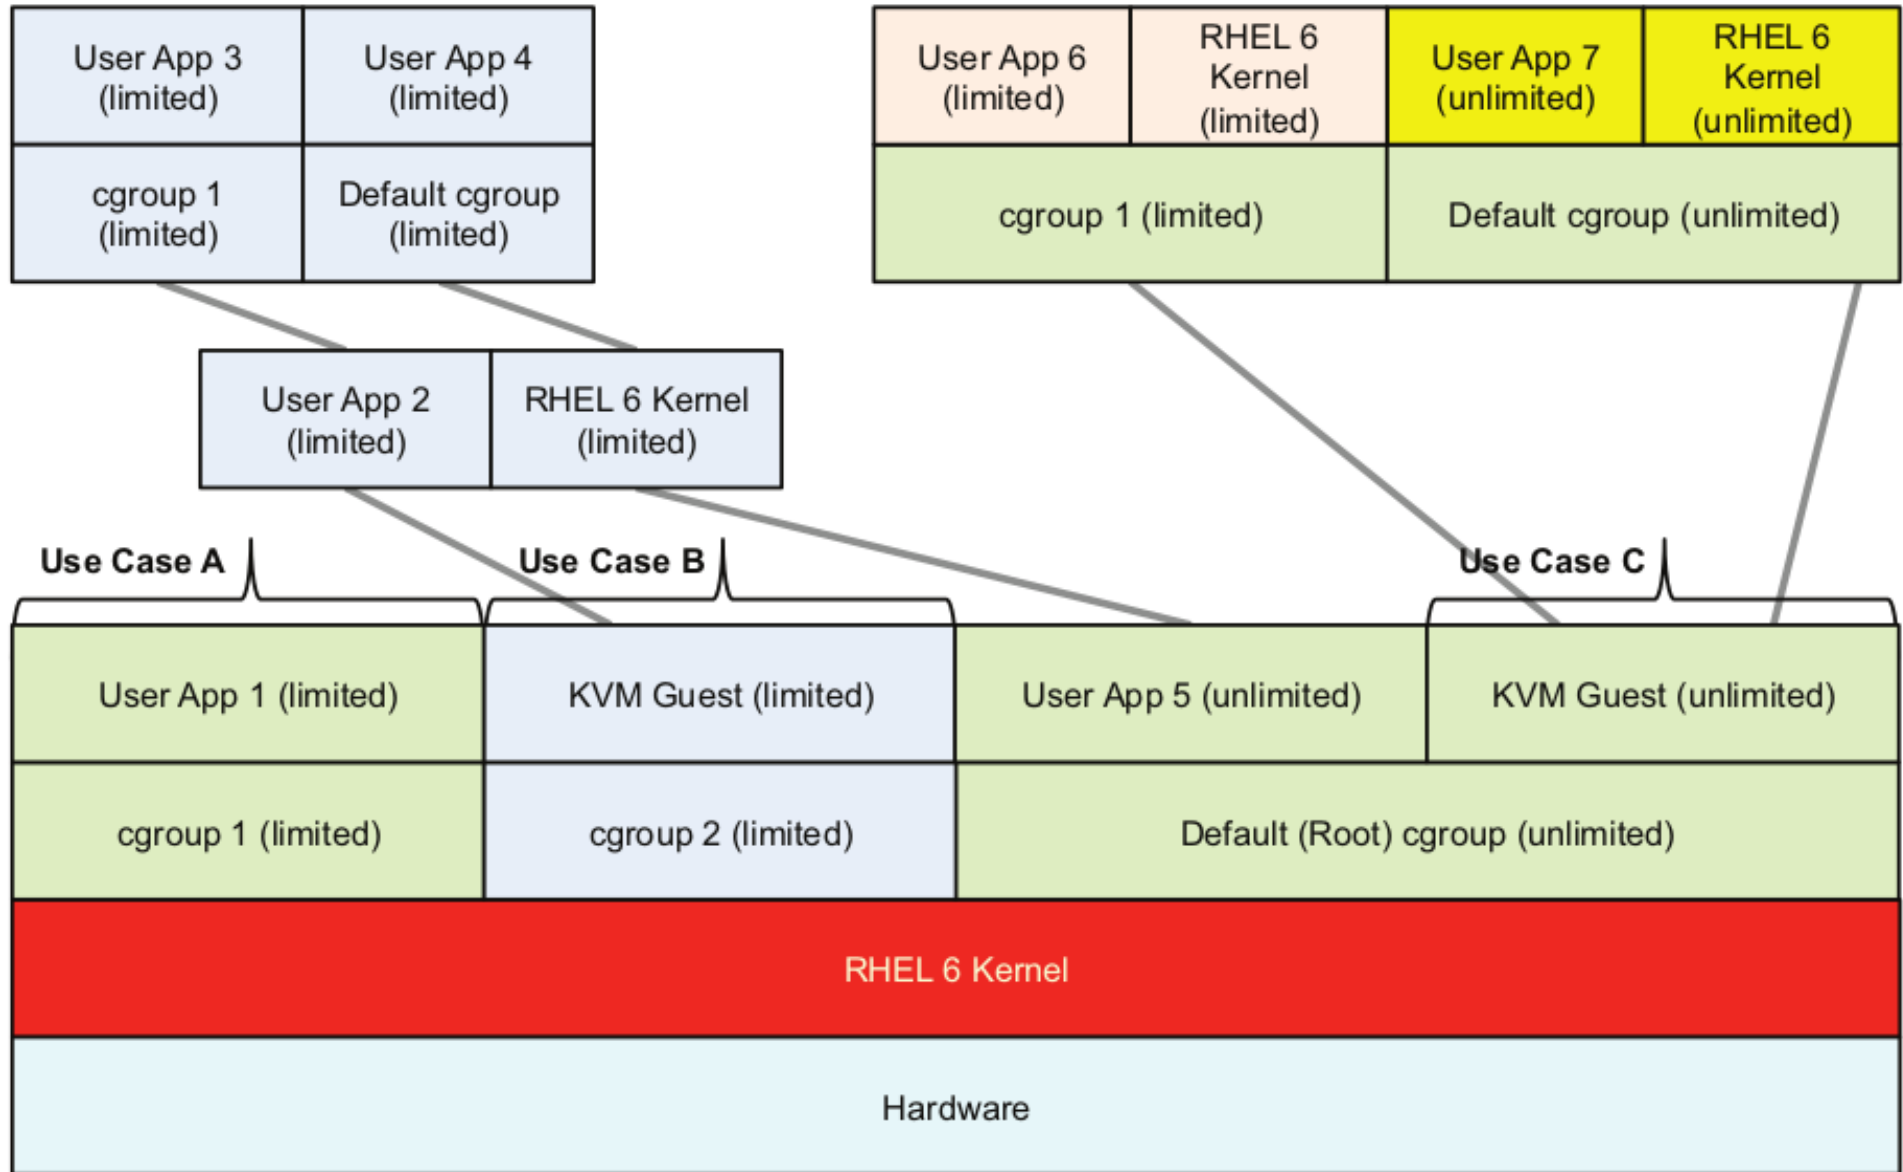 User App 3
(limited)
User App 4
(limited)
User App 6
(limited)
RHEL 6
Kernel
(limited)
User App 7
(unlimited)
RHEL 6
Kernel
(unlimited)
cgroup 1
(limited)
Default cgroup
(limited)
cgroup 1 (limited)
Default cgroup (unlimited)
User App 2
(limited)
RHEL 6 Kernel
(limited)
Use Case A
Use Case B
Use Case C
User App 1 (limited)
KVM Guest (limited)
User App 5 (unlimited)
KVM Guest (unlimited)
cgroup 1 (limited)
cgroup 2 (limited)
Default (Root) cgroup (unlimited)
RHEL 6 Kernel
Hardware